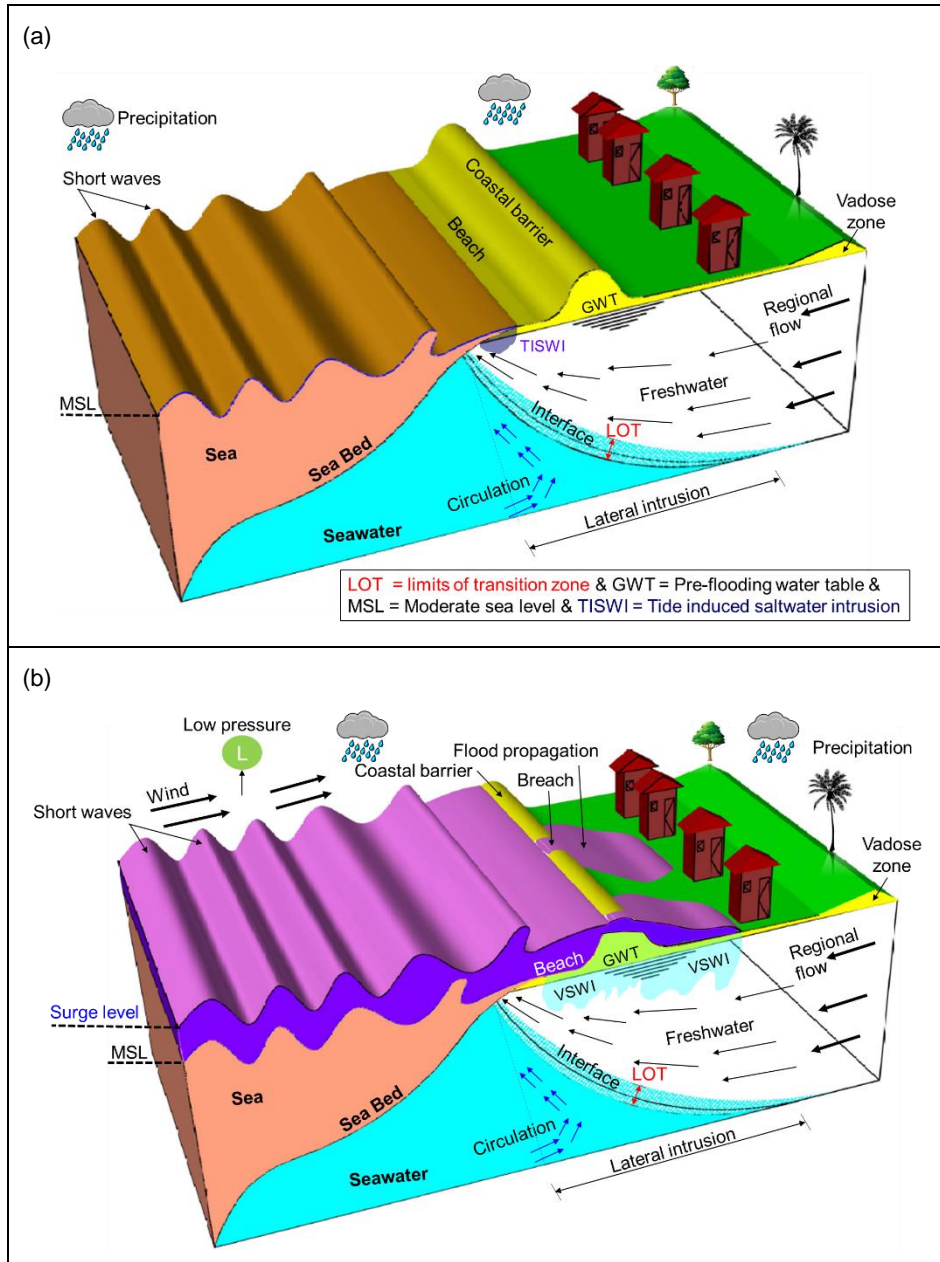 (a)
Precipitation
Short waves
Coastal barrier
Beach
Vadose
zone
GWT
Regional
flow
TISWI
Freshwater
MSL
Interface
LOT
Sea
Sea Bed
Circulation
Lateral intrusion
Seawater
LOT = limits of transition zone & GWT = Pre-flooding water table &
MSL = Moderate sea level & TISWI = Tide induced saltwater intrusion
(b)
Low pressure
L
Precipitation
Flood propagation
Coastal barrier
Breach
Wind
Short waves
Vadose
zone
Beach
GWT
VSWI
VSWI
Regional
flow
Surge level
Freshwater
MSL
Interface
LOT
Sea
Sea Bed
Circulation
Lateral intrusion
Seawater